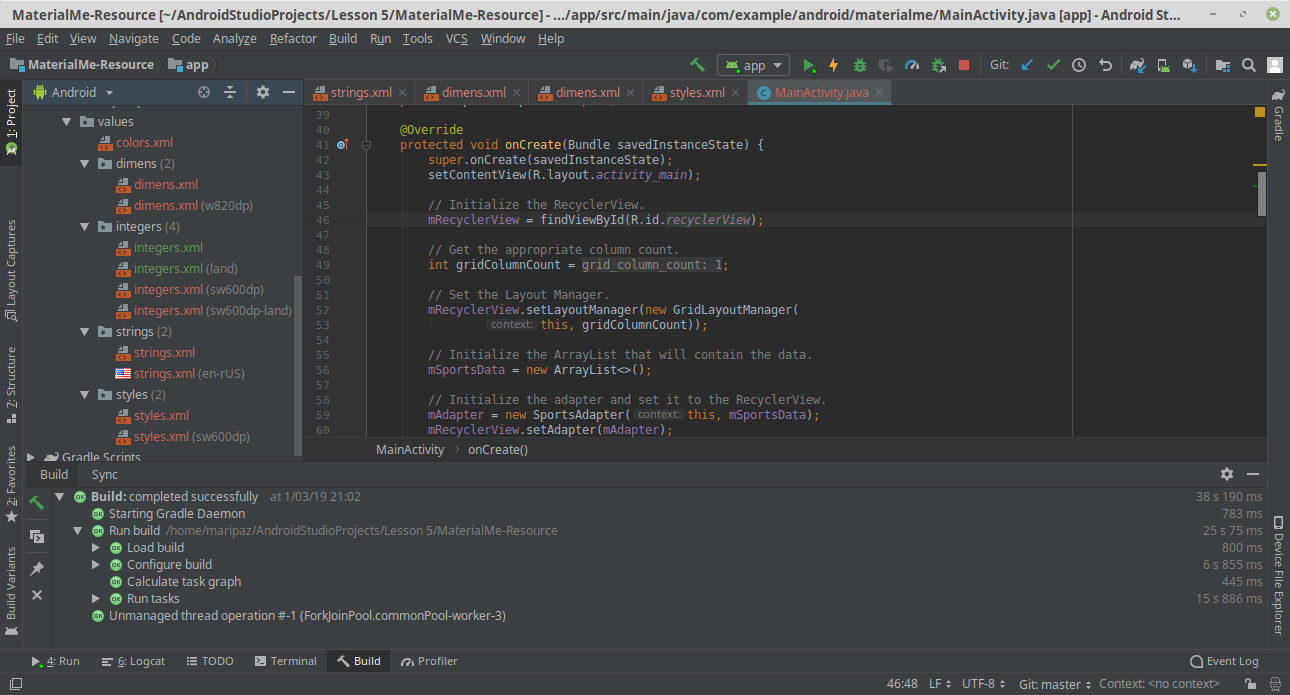 MaterialMe-Resource [~/AndroidStudioProjects/Lesson 5/MaterialMe-Resource] - .../app/src/main/java/com/example/android/materialme/MainActivity.java [app] - Android St...
File Edit View Navigate Code Analyze Refactor Build Run Tools VCS Window Help
MaterialMe-Resource app
app Git:
1: Project
Layout Captures
7: Structure
2: Favorites
Build Variants
Android
values
colors.xml
dimens (2)
dimens.xml
dimens.xml (w820dp)
integers (4)
integers.xml
integers.xml (land)
integers.xml (sw600dp)
integers.xml (sw600dp-land)
strings (2)
strings.xml
strings.xml (en-rUS)
styles (2)
styles.xml
styles.xml (sw600dp)
Gradle Scripts
strings.xml dimens.xml dimens.xml styles.xml MainActivity.java
39
40 @Override
41 protected void onCreate(Bundle savedInstanceState) {
42 super.onCreate(savedInstanceState);
43 setContentView(R.layout.activity_main);
44
45 // Initialize the RecyclerView.
46 mRecyclerView = findViewById(R.id.recyclerView);
47
48 // Get the appropriate column count.
49 int gridColumnCount = grid_column_count: 1;
50
51 // Set the Layout Manager.
52 mRecyclerView.setLayoutManager(new GridLayoutManager(
53 context: this, gridColumnCount));
54
55 // Initialize the ArrayList that will contain the data.
56 mSportsData = new ArrayList<>();
57
58 // Initialize the adapter and set it to the RecyclerView.
59 mAdapter = new SportsAdapter( context: this, mSportsData);
60 mRecyclerView.setAdapter(mAdapter);
MainActivity onCreate()
Gradle
Device File Explorer
Build Sync
Build: completed successfully at 1/03/19 21:02 38 s 190 ms
Starting Gradle Daemon 783 ms
Run build /home/maripaz/AndroidStudioProjects/Lesson 5/MaterialMe-Resource 25 s 75 ms
Load build 800 ms
Configure build 6 s 855 ms
Calculate task graph 445 ms
Run tasks 15 s 886 ms
Unmanaged thread operation #-1 (ForkJoinPool.commonPool-worker-3)
4: Run 6: Logcat TODO Terminal Build Profiler Event Log
46:48 LF UTF-8 Git: master Context: <no context>